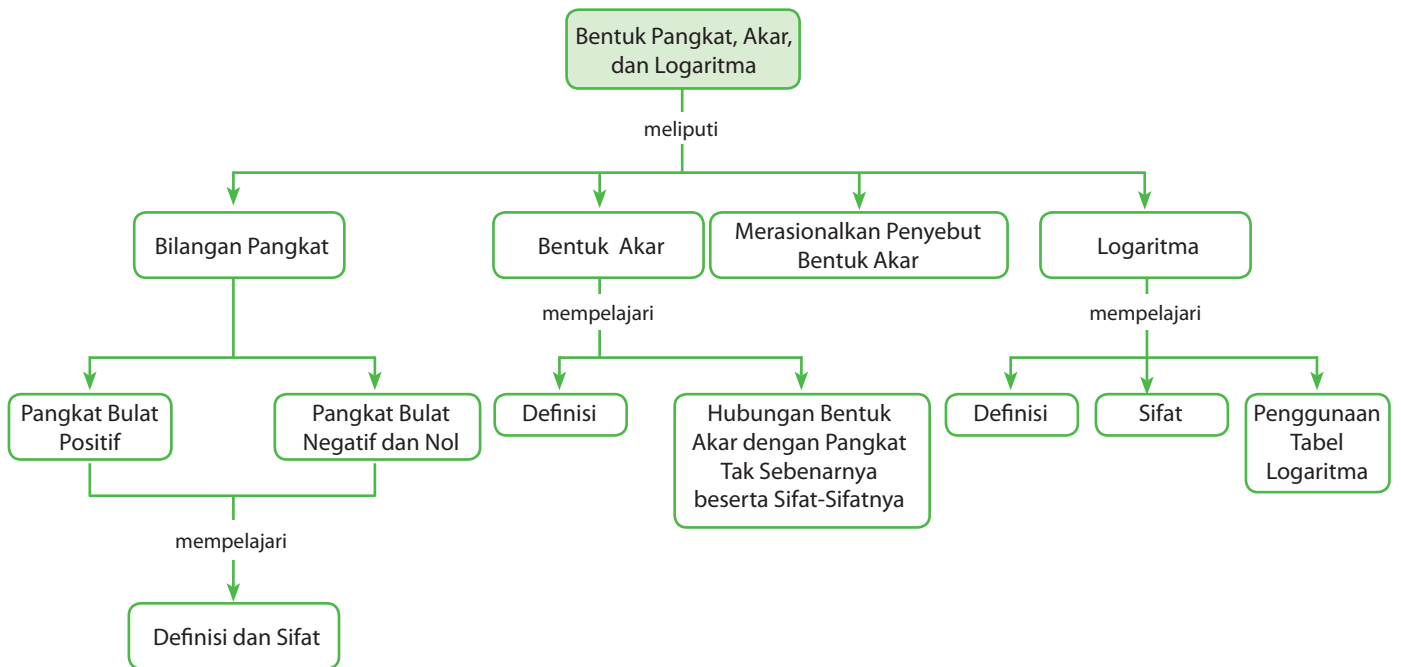 Bentuk Pangkat, Akar,
dan Logaritma
meliputi
Bilangan Pangkat
Bentuk Akar
Merasionalkan Penyebut
Bentuk Akar
Logaritma
mempelajari
mempelajari
Pangkat Bulat
Positif
Pangkat Bulat
Negatif dan Nol
Definisi
Hubungan Bentuk
Akar dengan Pangkat
Tak Sebenarnya
beserta Sifat-Sifatnya
Definisi
Sifat
Penggunaan
Tabel
Logaritma
mempelajari
Definisi dan Sifat